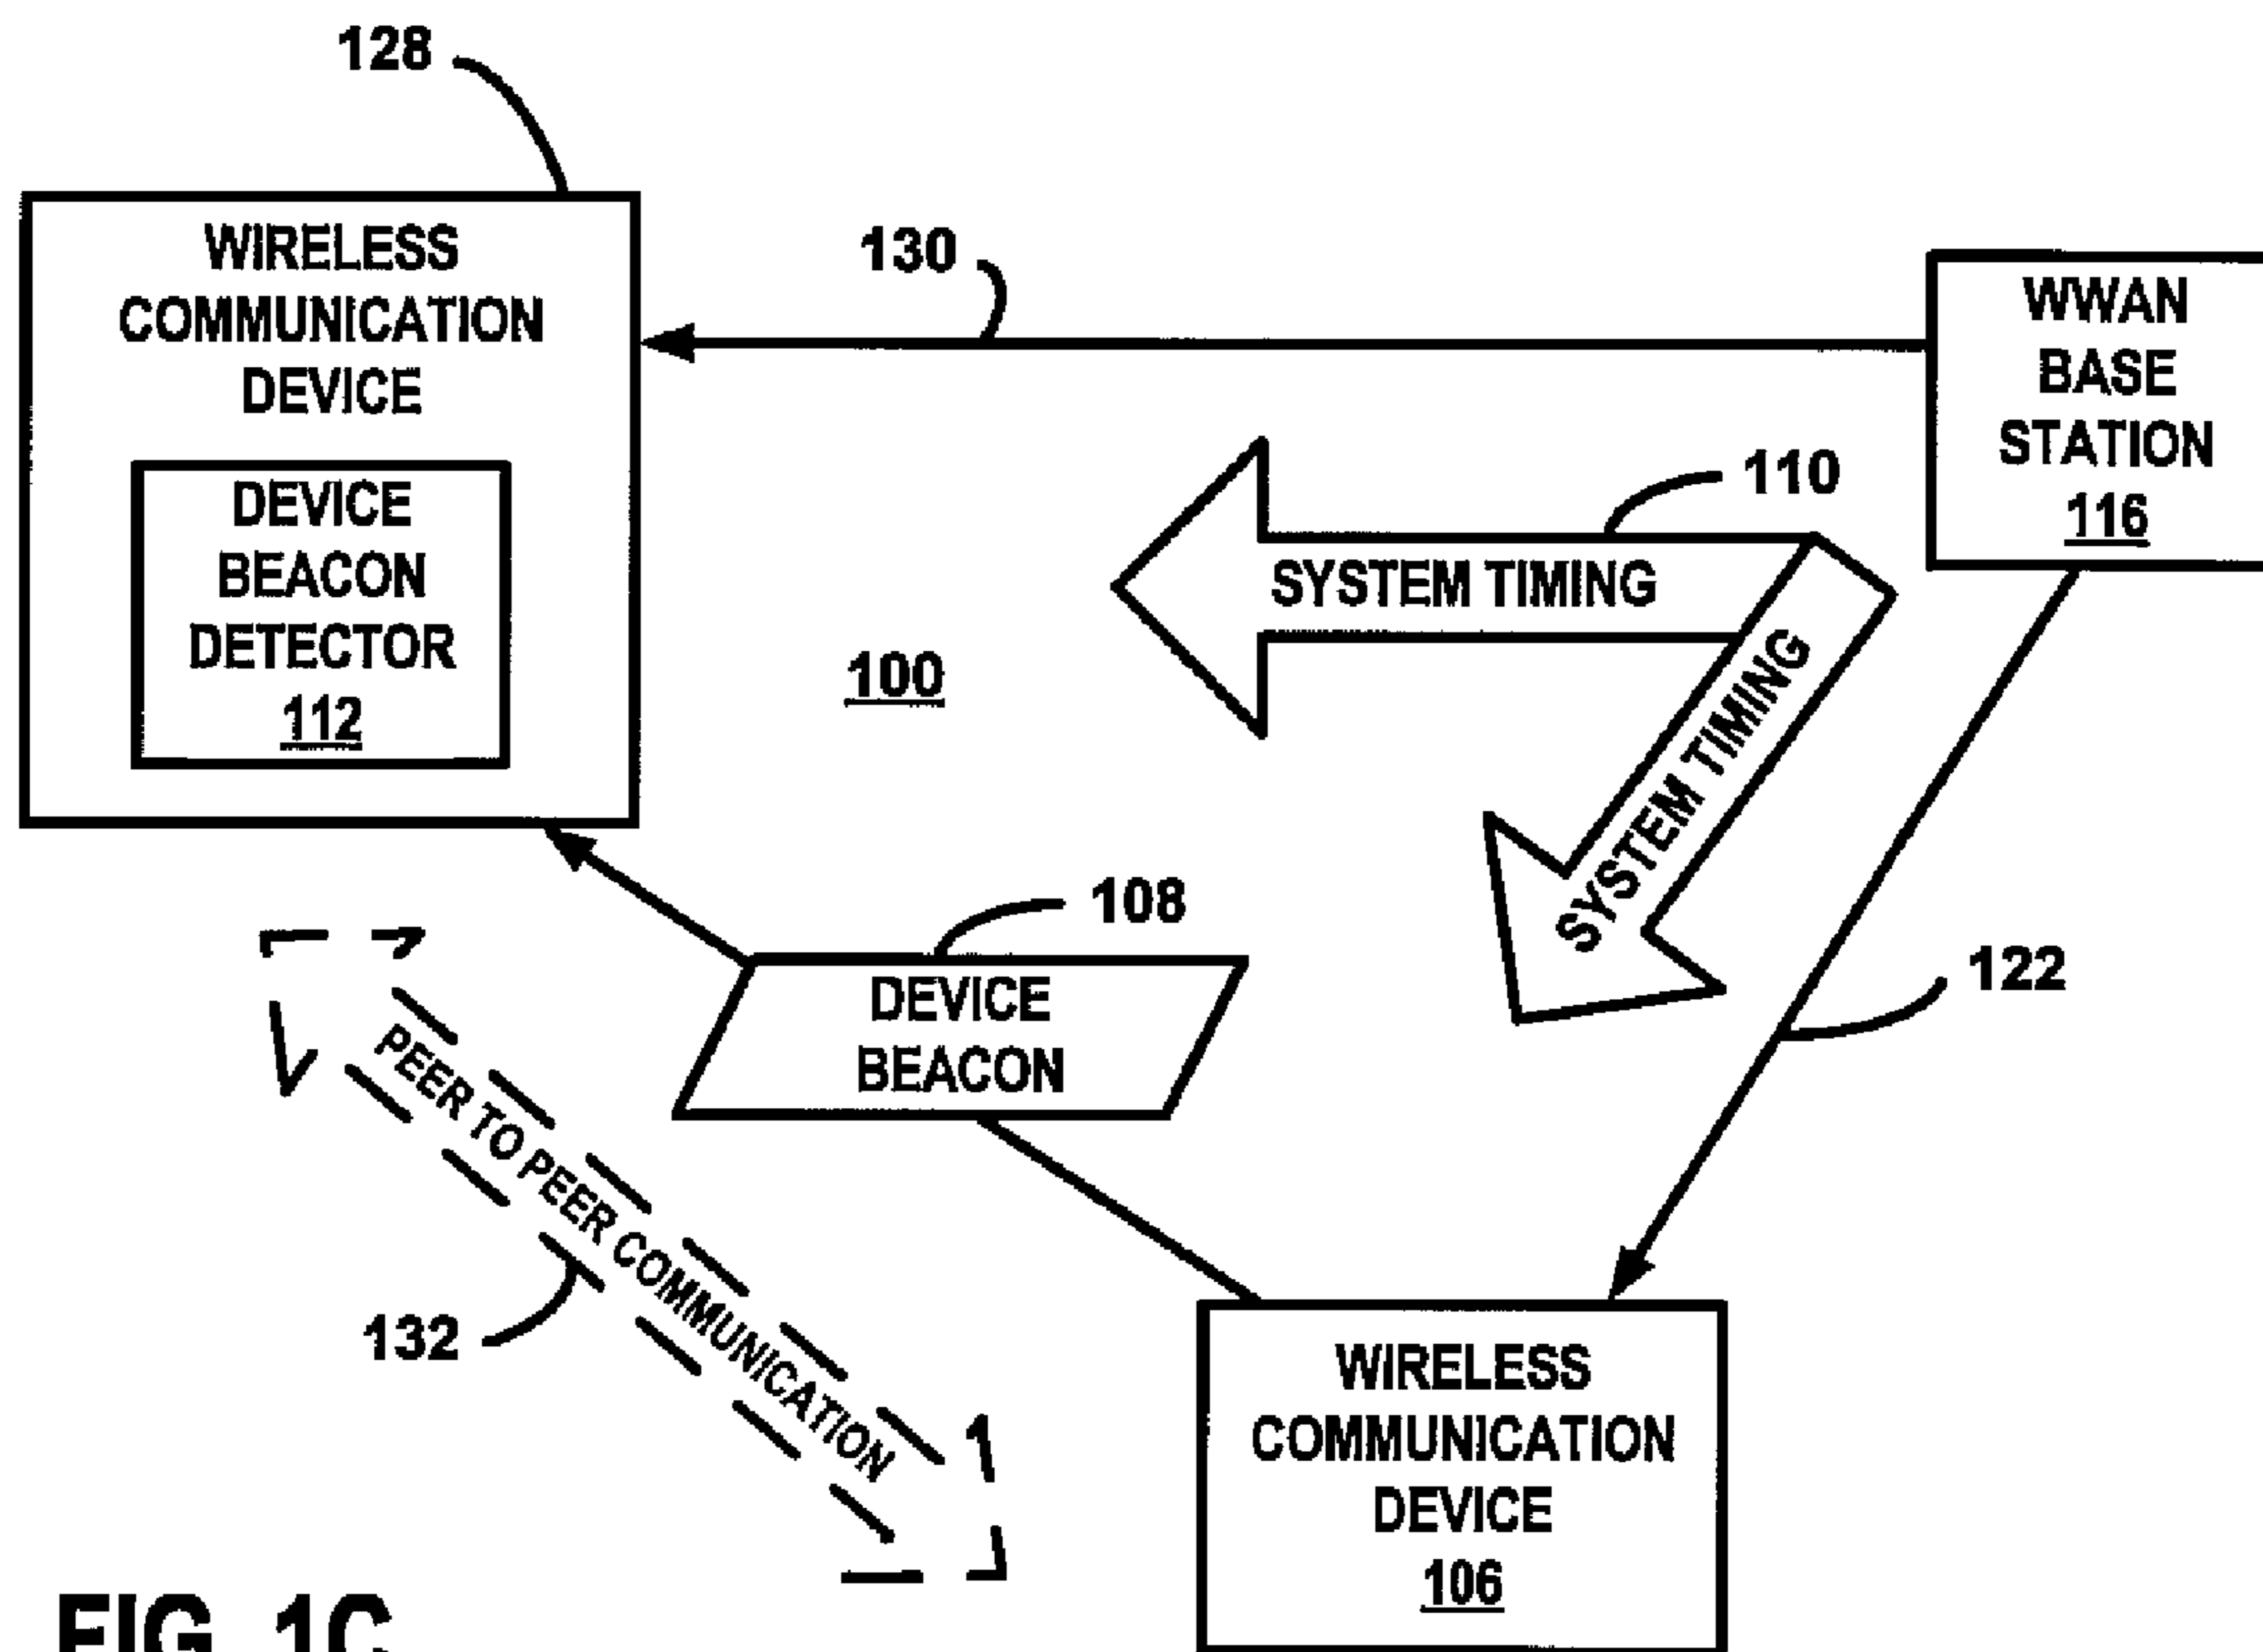 128
WIRELESS
COMMUNICATION
DEVICE
DEVICE
BEACON
DETECTOR
112
130
WWAN
BASE
STATION
116
110
SYSTEM TIMING
SYSTEM TIMING
100
108
DEVICE
BEACON
122
PEER TO PEER COMMUNICATION
132
WIRELESS
COMMUNICATION
DEVICE
106
FIG. 1C